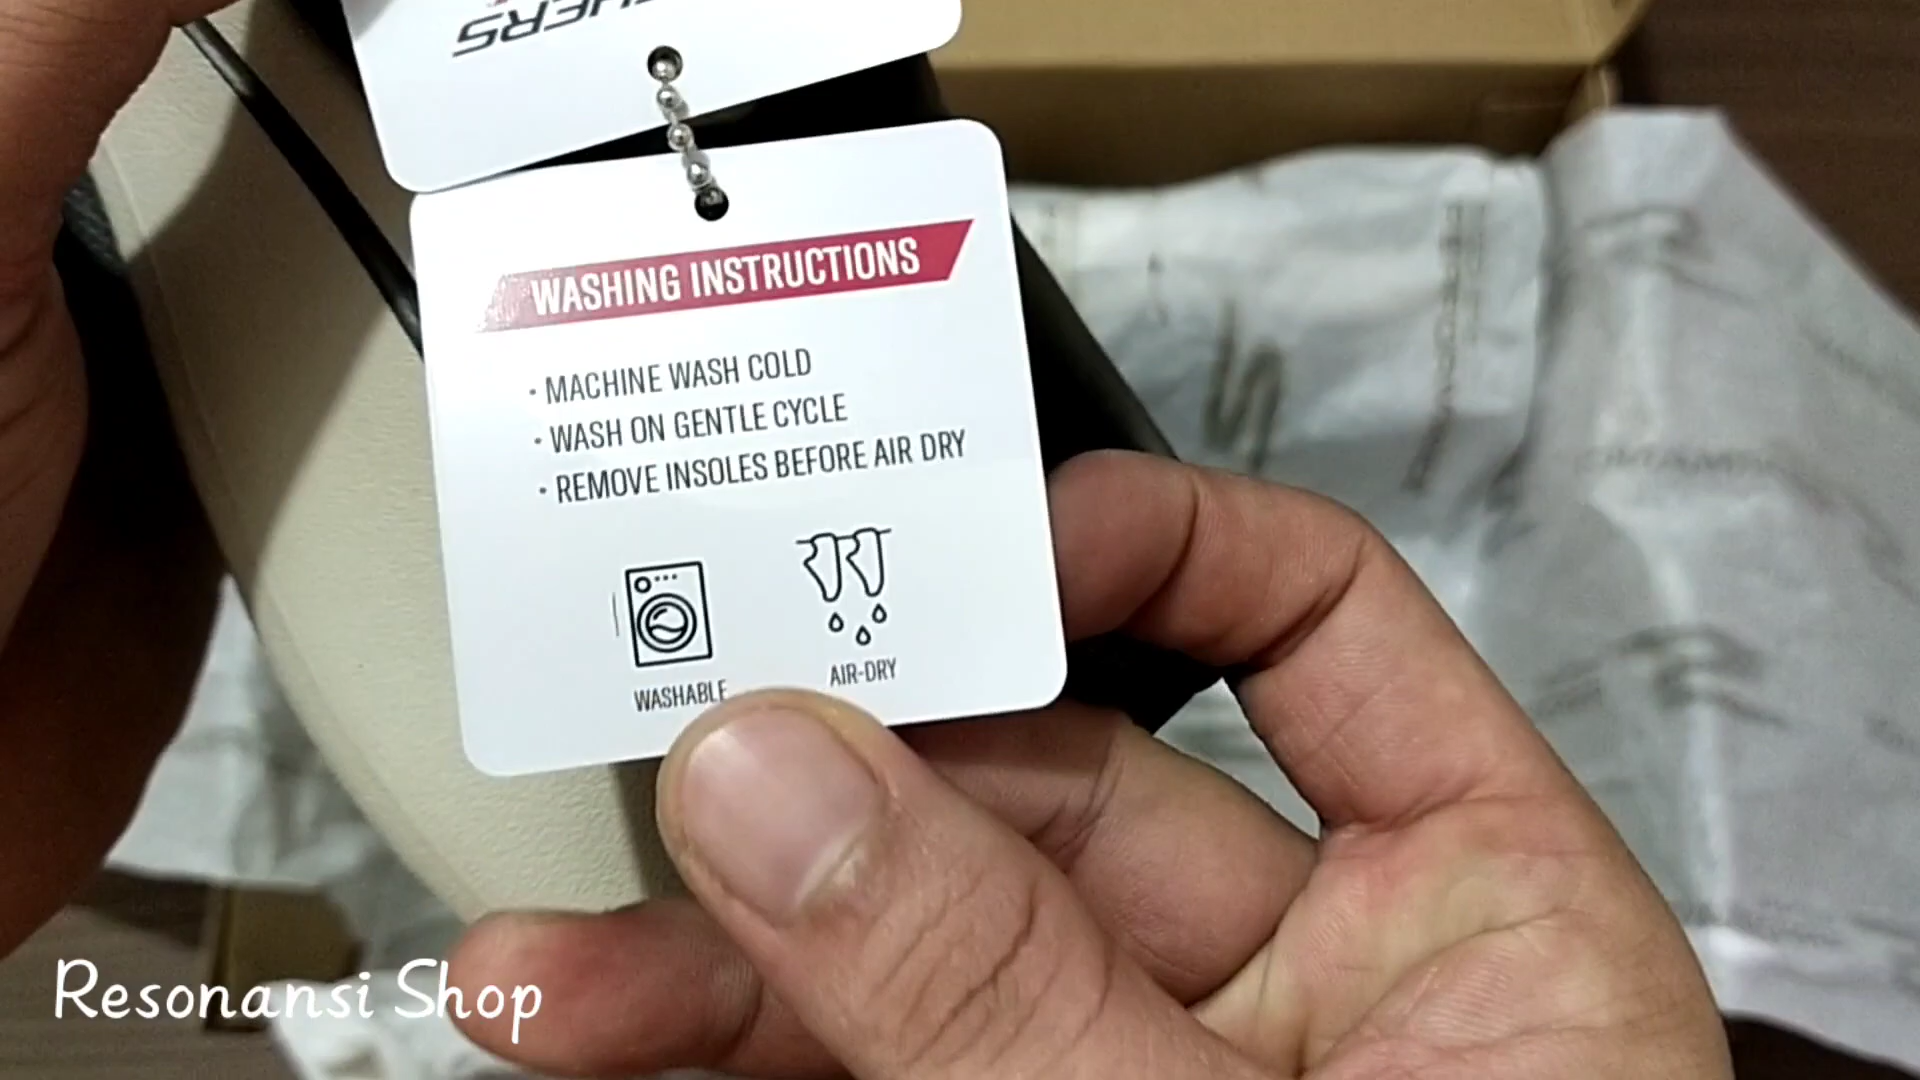 WASHING INSTRUCTIONS
· MACHINE WASH COLD
· WASH ON GENTLE CYCLE
· REMOVE INSOLES BEFORE AIR DRY
WASHABLE
AIR-DRY
Resonansi Shop